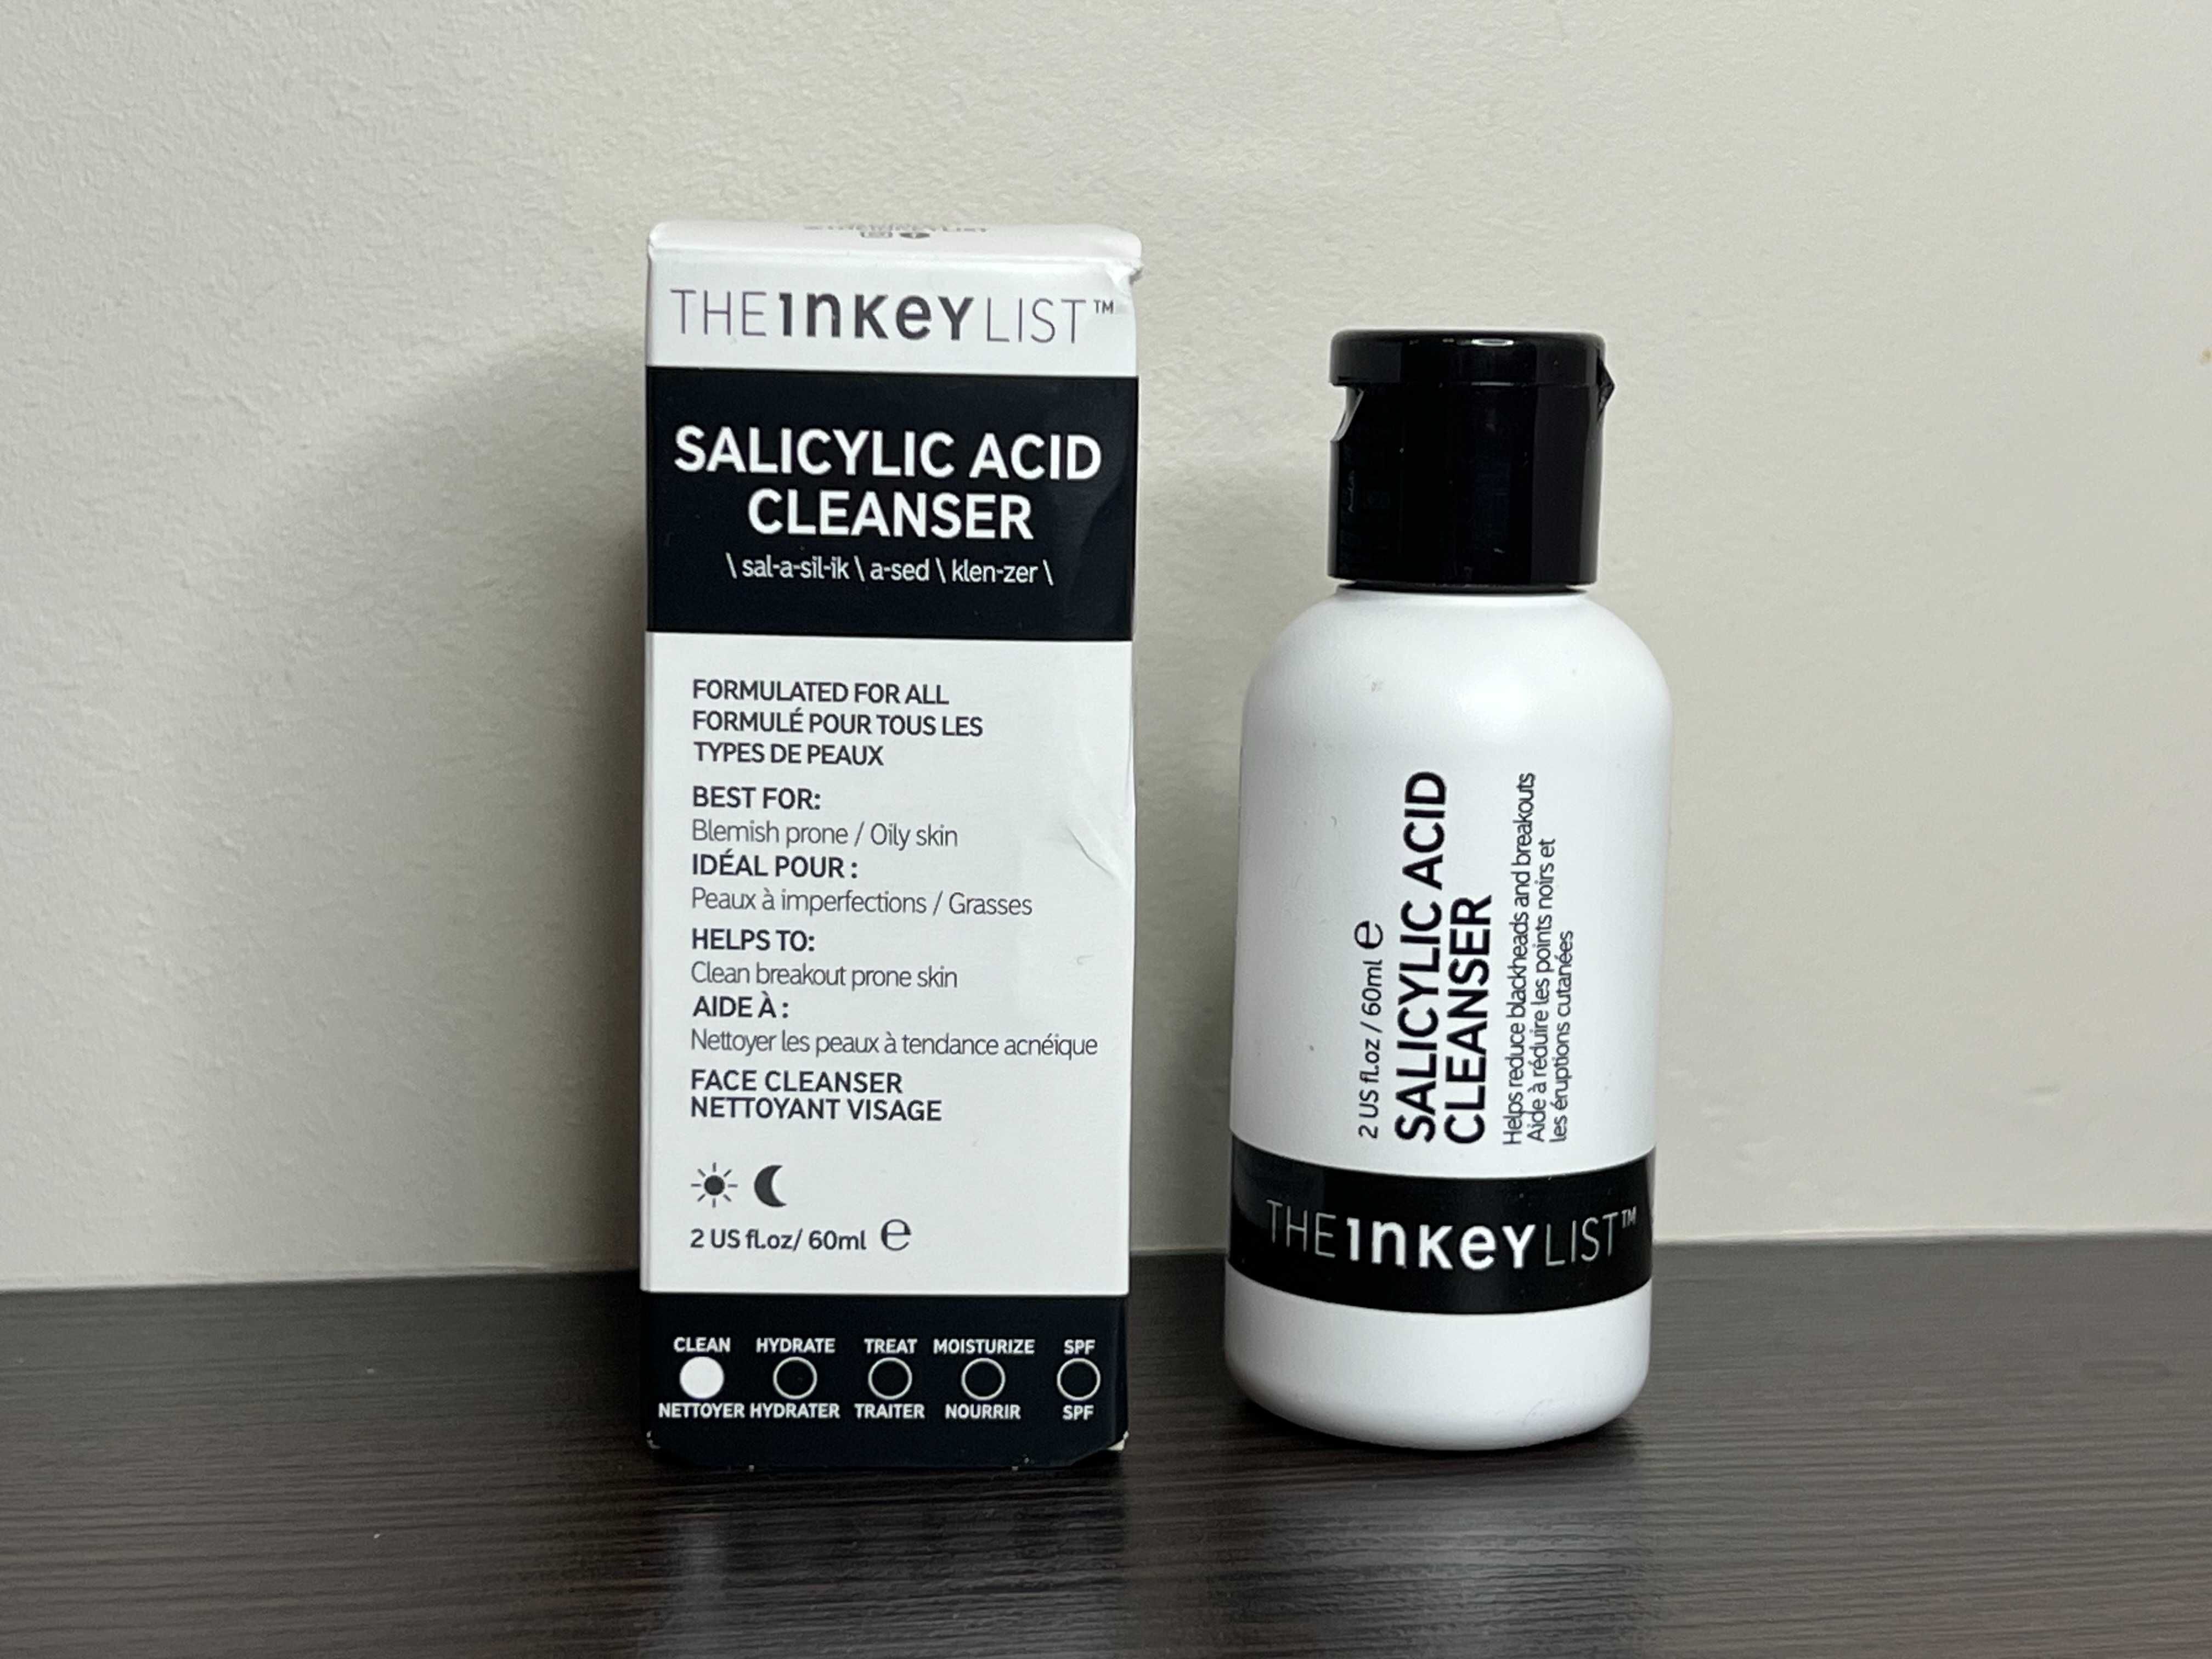 THE INKEY LIST™
SALICYLIC ACID
CLEANSER
\ sal-a-sil-ik \ a-sed \ klen-zer \
FORMULATED FOR ALL
FORMULÉ POUR TOUS LES
TYPES DE PEAUX
BEST FOR:
Blemish prone / Oily skin
IDÉAL POUR :
Peaux à imperfections / Grasses
HELPS TO:
Clean breakout prone skin
AIDE À :
Nettoyer les peaux à tendance acnéique
FACE CLEANSER
NETTOYANT VISAGE
2 US fl.oz/ 60ml ℮
CLEAN HYDRATE TREAT MOISTURIZE SPF
NETTOYER HYDRATER TRAITER NOURRIR SPF
2 US fl.oz / 60ml ℮
SALICYLIC ACID
CLEANSER
Helps reduce blackheads and breakouts
Aide à réduire les points noirs et
les éruptions cutanées
THE INKEY LIST™